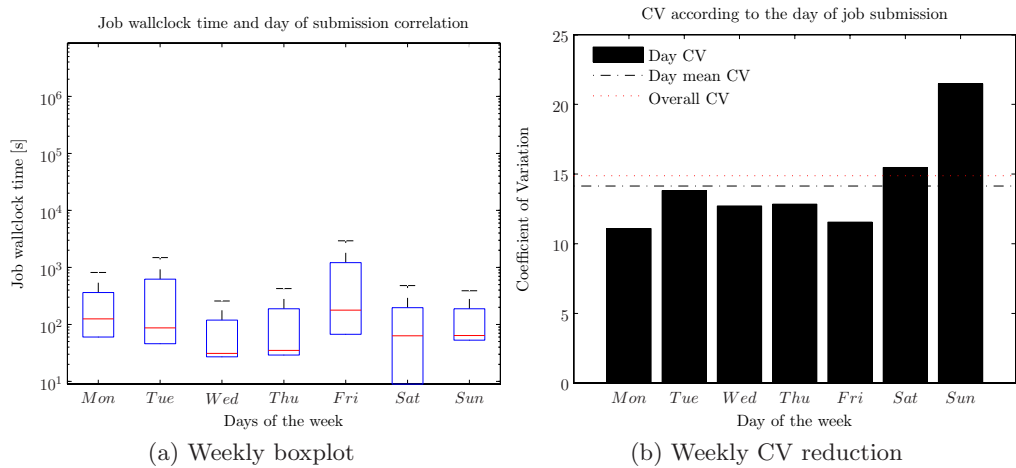 Job wallclock time and day of submission correlation
Job wallclock time [s]
10^6
10^5
10^4
10^3
10^2
10^1
Mon Tue Wed Thu Fri Sat Sun
Days of the week
(a) Weekly boxplot
CV according to the day of job submission
Coefficient of Variation
25
20
15
10
5
0
Day CV
Day mean CV
Overall CV
Mon Tue Wed Thu Fri Sat Sun
Day of the week
(b) Weekly CV reduction